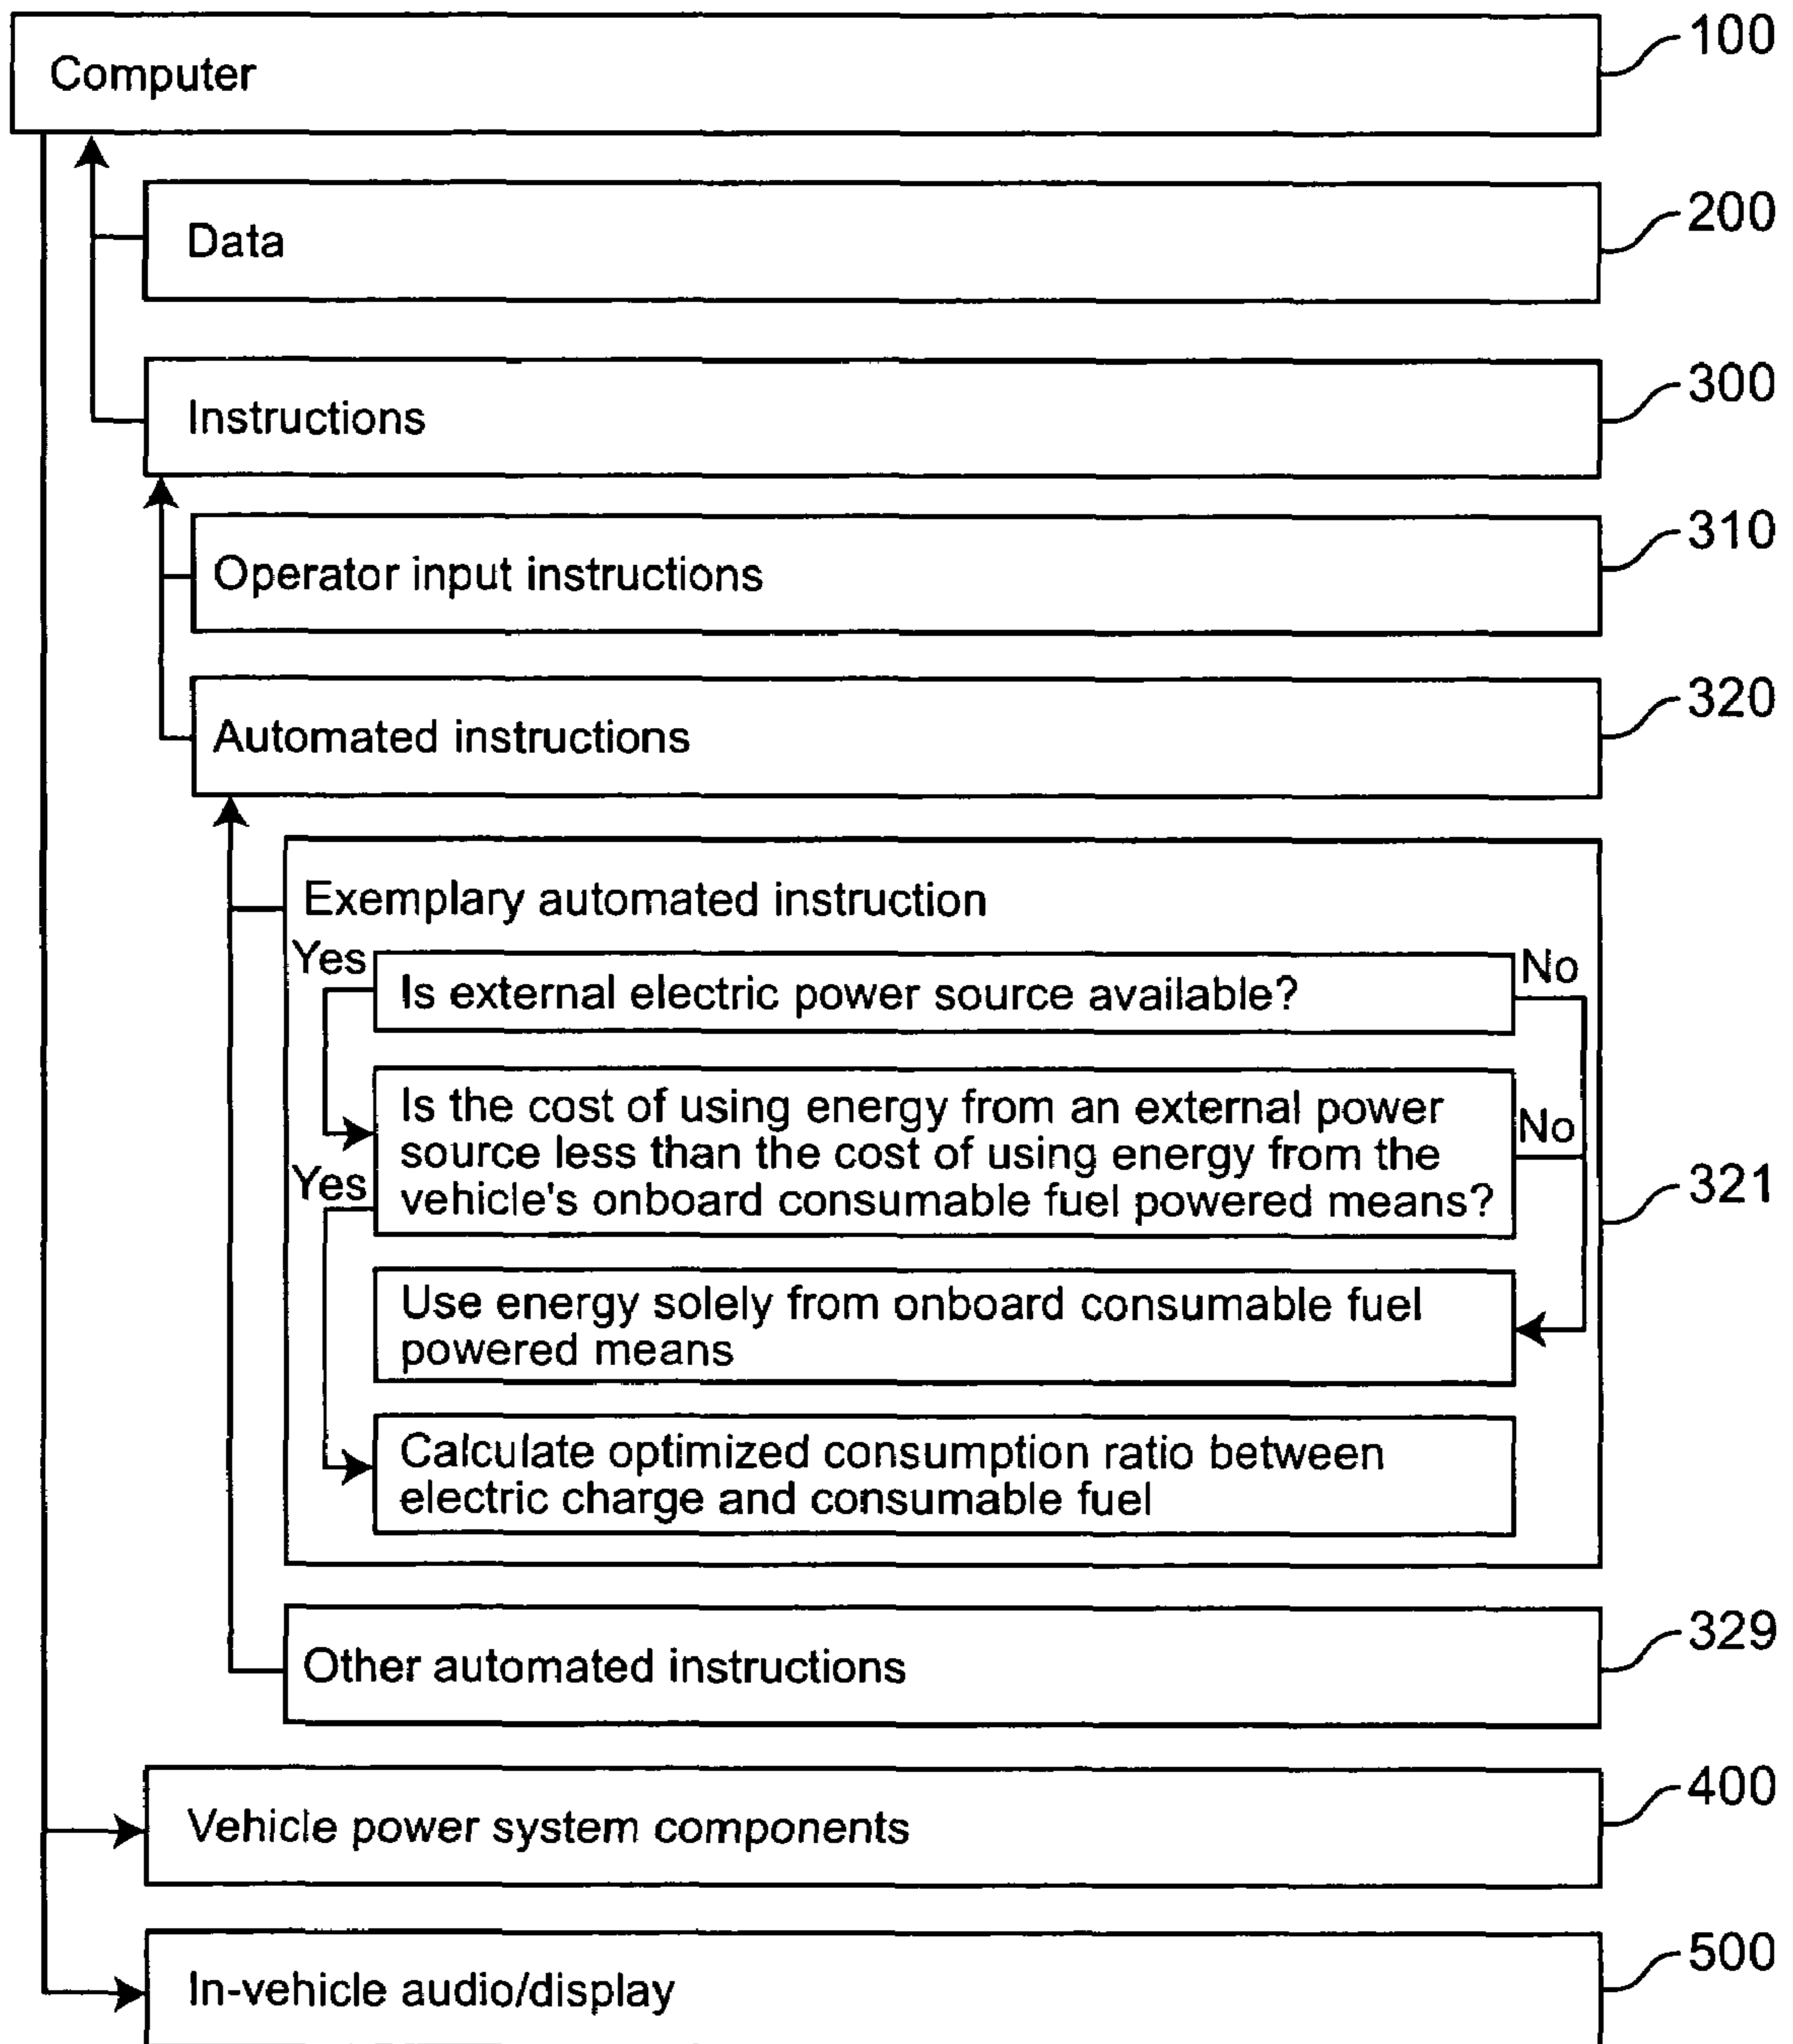 Computer
100
Data
200
Instructions
300
Operator input instructions
310
Automated instructions
320
Exemplary automated instruction
Yes
Is external electric power source available?
No
Is the cost of using energy from an external power
source less than the cost of using energy from the
vehicle's onboard consumable fuel powered means?
No
Yes
321
Use energy solely from onboard consumable fuel
powered means
Calculate optimized consumption ratio between
electric charge and consumable fuel
Other automated instructions
329
Vehicle power system components
400
In-vehicle audio/display
500